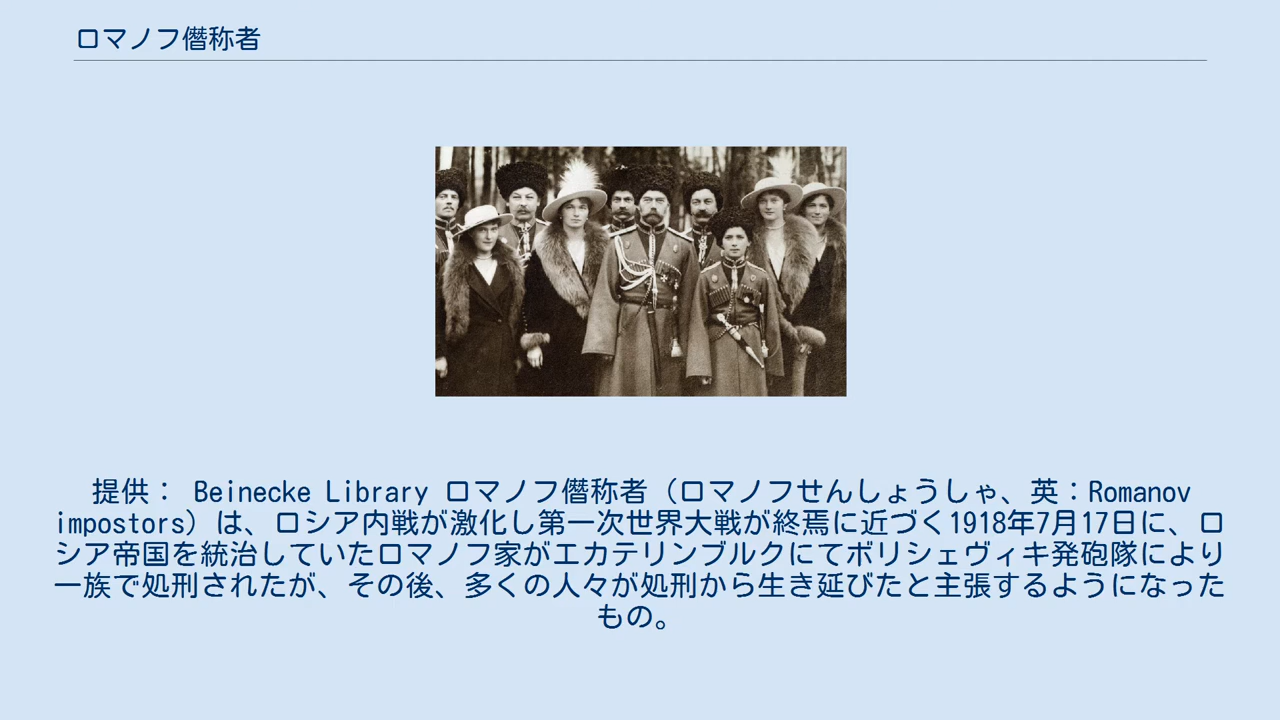 ロマノフ僭称者
提供： Beinecke Library ロマノフ僭称者（ロマノフせんしょうしゃ、英：Romanov
impostors）は、ロシア内戦が激化し第一次世界大戦が終焉に近づく1918年7月17日に、ロ
シア帝国を統治していたロマノフ家がエカテリンブルクにてボリシェヴィキ発砲隊により
一族で処刑されたが、その後、多くの人々が処刑から生き延びたと主張するようになった
もの。